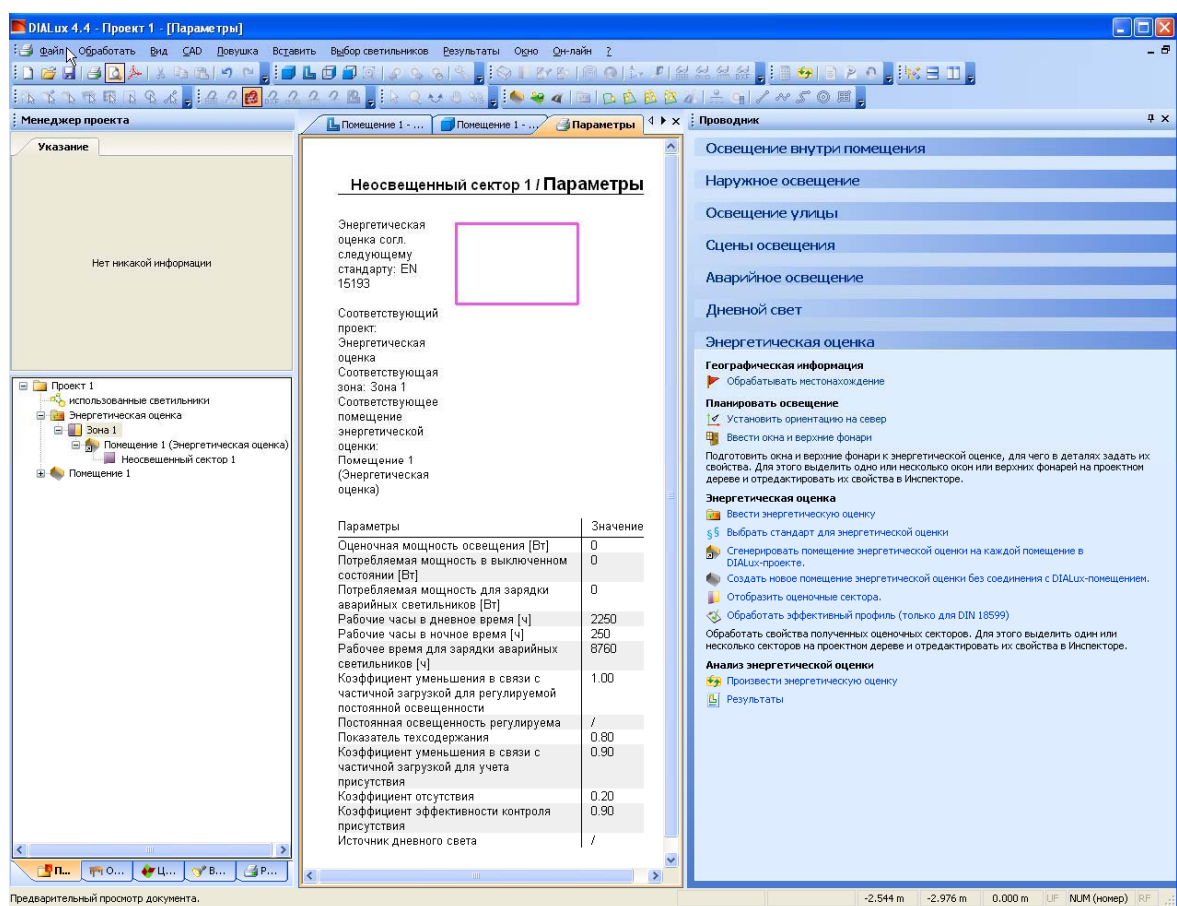 DIALux 4.4 - Проект 1 - [Параметры]
Файл Обработать Вид CAD Ловушка Вставить Выбор светильников Результаты Окно Он-лайн ?
Менеджер проекта
Указание
Нет никакой информации
Проект 1
использованные светильники
Энергетическая оценка
Зона 1
Помещение 1 (Энергетическая оценка)
Неосвещенный сектор 1
Помещение 1
П... О... Ц... В... Р...
Помещение 1 - ... Помещение 1 - ... Параметры
Неосвещенный сектор 1 / Параметры
Энергетическая
оценка согл.
следующему
стандарту: EN
15193
Соответствующий
проект:
Энергетическая
оценка
Соответствующая
зона: Зона 1
Соответствующее
помещение
энергетической
оценки:
Помещение 1
(Энергетическая
оценка)
Параметры Значение
Оценочная мощность освещения [Вт] 0
Потребляемая мощность в выключенном 0
состоянии [Вт]
Потребляемая мощность для зарядки 0
аварийных светильников [Вт]
Рабочие часы в дневное время [ч] 2250
Рабочие часы в ночное время [ч] 250
Рабочее время для зарядки аварийных 8760
светильников [ч]
Коэффициент уменьшения в связи с 1.00
частичной загрузкой для регулируемой
постоянной освещенности
Постоянная освещенность регулируема /
Показатель техсодержания 0.80
Коэффициент уменьшения в связи с 0.90
частичной загрузкой для учета
присутствия
Коэффициент отсутствия 0.20
Коэффициент эффективности контроля 0.90
присутствия
Источник дневного света /
Проводник
Освещение внутри помещения
Наружное освещение
Освещение улицы
Сцены освещения
Аварийное освещение
Дневной свет
Энергетическая оценка
Географическая информация
Обрабатывать местонахождение
Планировать освещение
Установить ориентацию на север
Ввести окна и верхние фонари
Подготовить окна и верхние фонари к энергетической оценке, для чего в деталях задать их
свойства. Для этого выделить одно или несколько окон или верхних фонарей на проектном
дереве и отредактировать их свойства в Инспекторе.
Энергетическая оценка
Ввести энергетическую оценку
§§ Выбрать стандарт для энергетической оценки
Сгенерировать помещение энергетической оценки на каждой помещение в
DIALux-проекте.
Создать новое помещение энергетической оценки без соединения с DIALux-помещением.
Отобразить оценочные сектора.
Обработать эффективный профиль (только для DIN 18599)
Обработать свойства полученных оценочных секторов. Для этого выделить один или
несколько секторов на проектном дереве и отредактировать их свойства в Инспекторе.
Анализ энергетической оценки
Произвести энергетическую оценку
Результаты
Предварительный просмотр документа. -2.544 m -2.976 m 0.000 m UF NUM (номер) RF